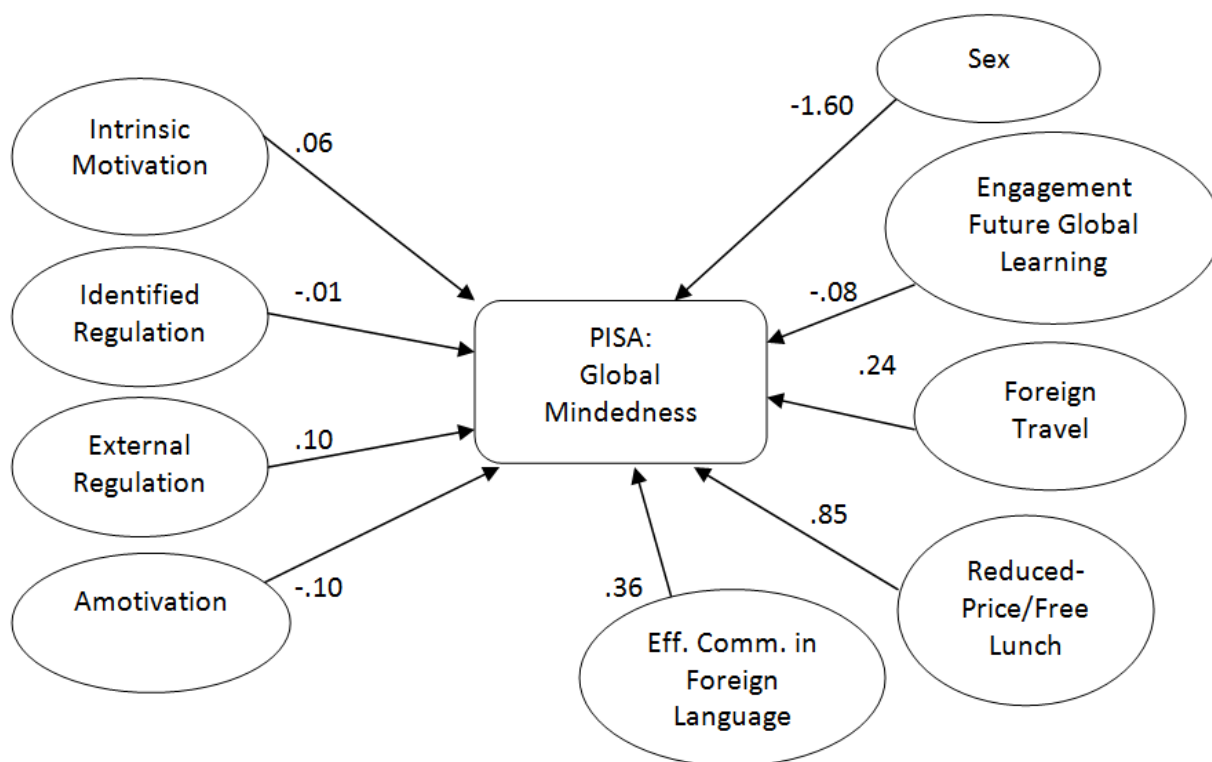 Sex
-1.60
Intrinsic
Motivation
.06
Engagement
Future Global
Learning
Identified
Regulation
-.01
-.08
PISA:
Global
Mindedness
.24
Foreign
Travel
External
Regulation
.10
.85
Reduced-
Price/Free
Lunch
Amotivation
-.10
.36
Eff. Comm. in
Foreign
Language